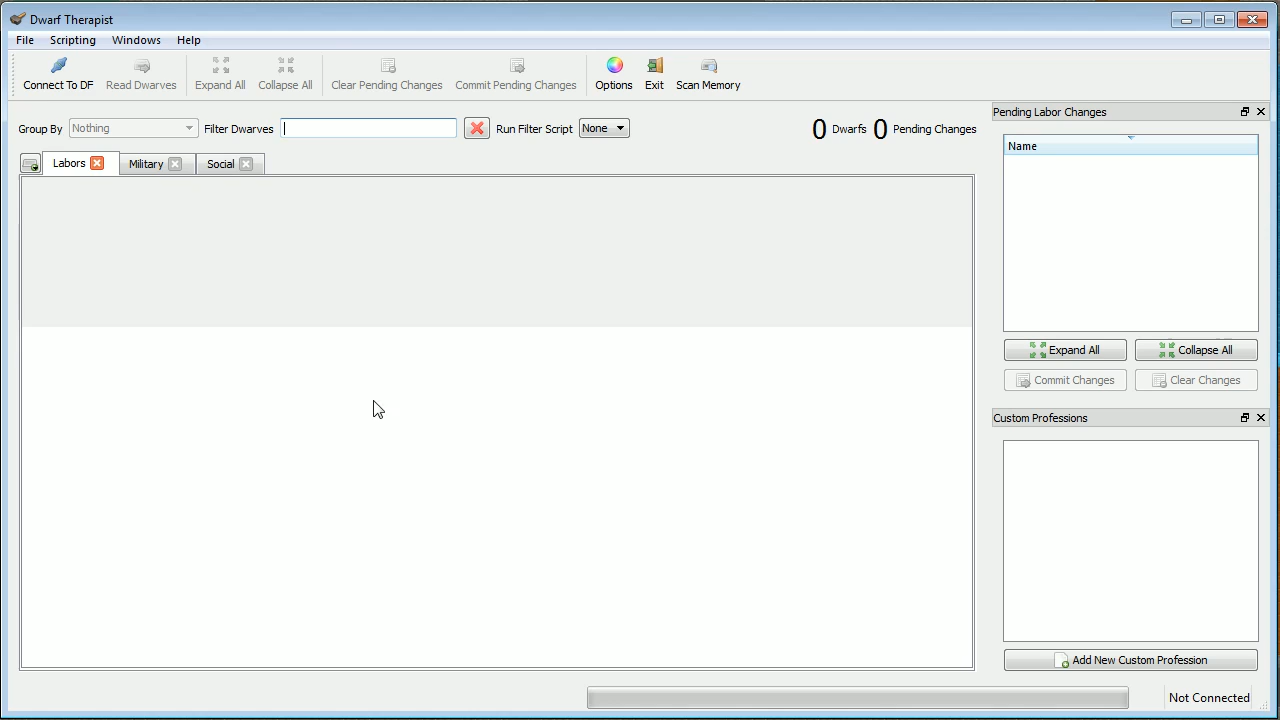 Dwarf Therapist
File Scripting Windows Help
Connect To DF Read Dwarves Expand All Collapse All Clear Pending Changes Commit Pending Changes Options Exit Scan Memory
Group By Nothing Filter Dwarves Run Filter Script None 0 Dwarfs 0 Pending Changes
Labors Military Social
Pending Labor Changes
Name
Expand All Collapse All
Commit Changes Clear Changes
Custom Professions
Add New Custom Profession
Not Connected